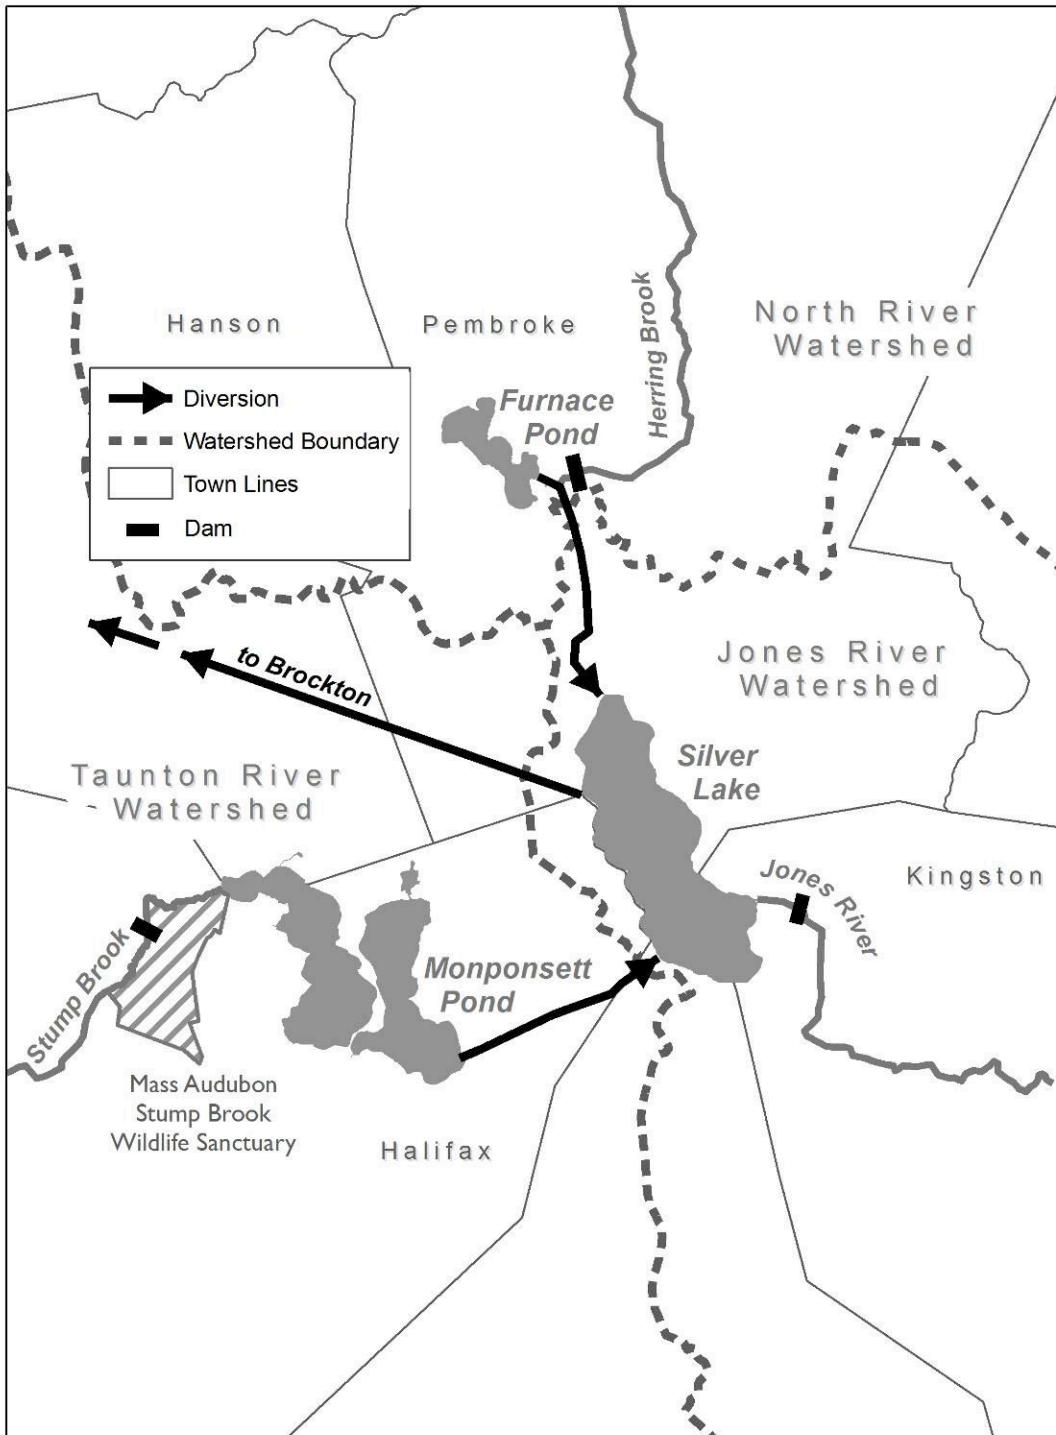 Hanson
Pembroke
North River
Watershed
Herring Brook
Diversion
Watershed Boundary
Town Lines
Dam
Furnace
Pond
to Brockton
Jones River
Watershed
Silver
Lake
Taunton River
Watershed
Jones River
Kingston
Stump Brook
Monponsett
Pond
Mass Audubon
Stump Brook
Wildlife Sanctuary
Halifax